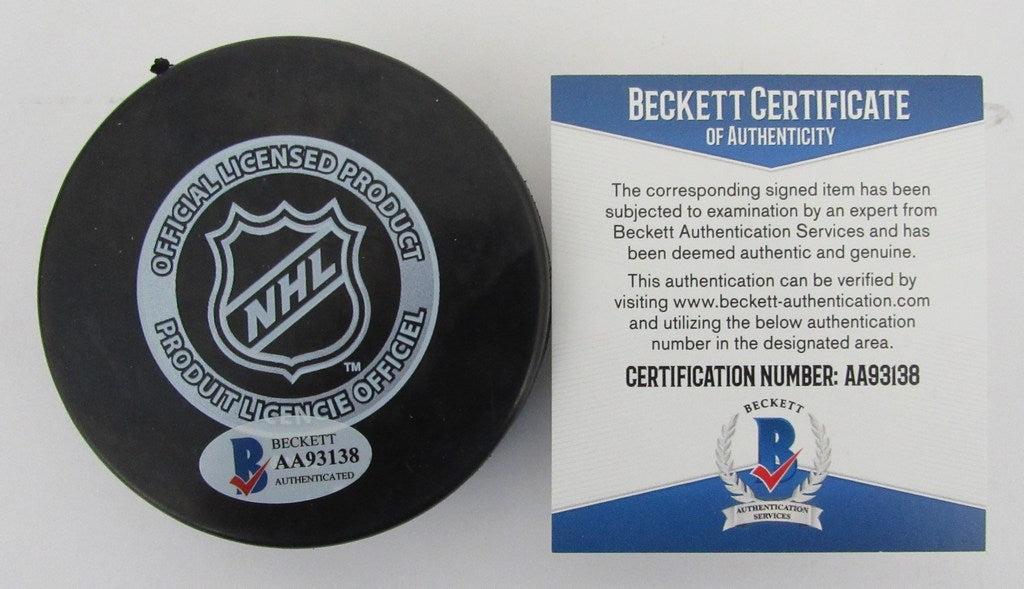 OFFICIAL LICENSED PRODUCT
NHL
TM
PRODUIT LICENCIE OFFICIEL
BECKETT
AA93138
AUTHENTICATED
BECKETT CERTIFICATE
OF AUTHENTICITY
The corresponding signed item has been
subjected to examination by an expert from
Beckett Authentication Services and has
been deemed authentic and genuine.
This authentication can be verified by
visiting www.beckett-authentication.com
and utilizing the below authentication
number in the designated area.
CERTIFICATION NUMBER: AA93138
BECKETT
B
AUTHENTICATION
SERVICES